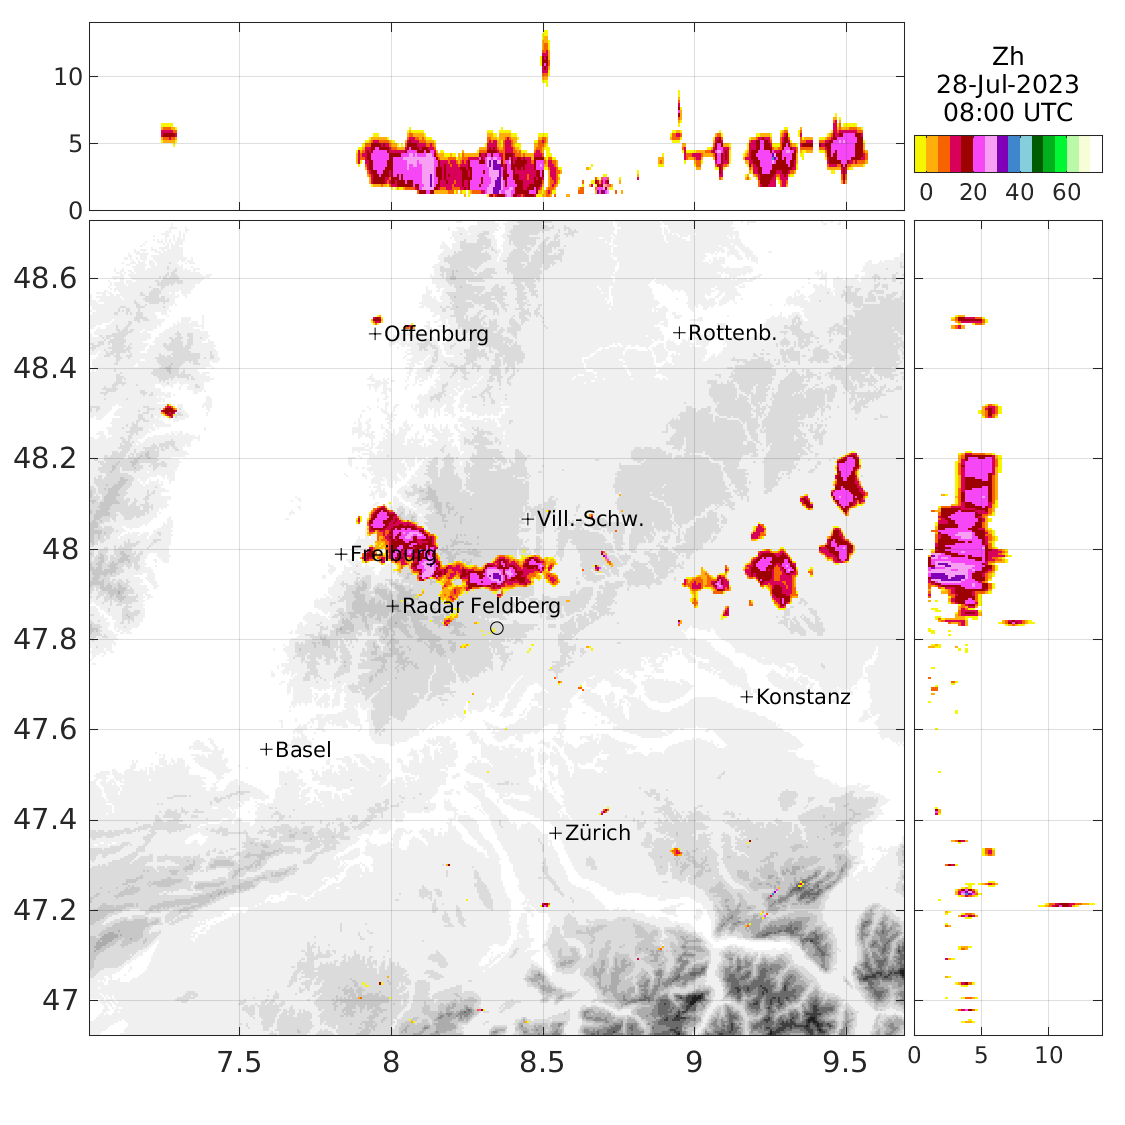 Zh
28-Jul-2023
08:00 UTC
0 20 40 60
10
5
0
48.6
48.4
48.2
48
47.8
47.6
47.4
47.2
47
+Offenburg
+Rottenb.
+Vill.-Schw.
+Freiburg
+Radar Feldberg
+Konstanz
+Basel
+Zürich
7.5 8 8.5 9 9.5
0 5 10